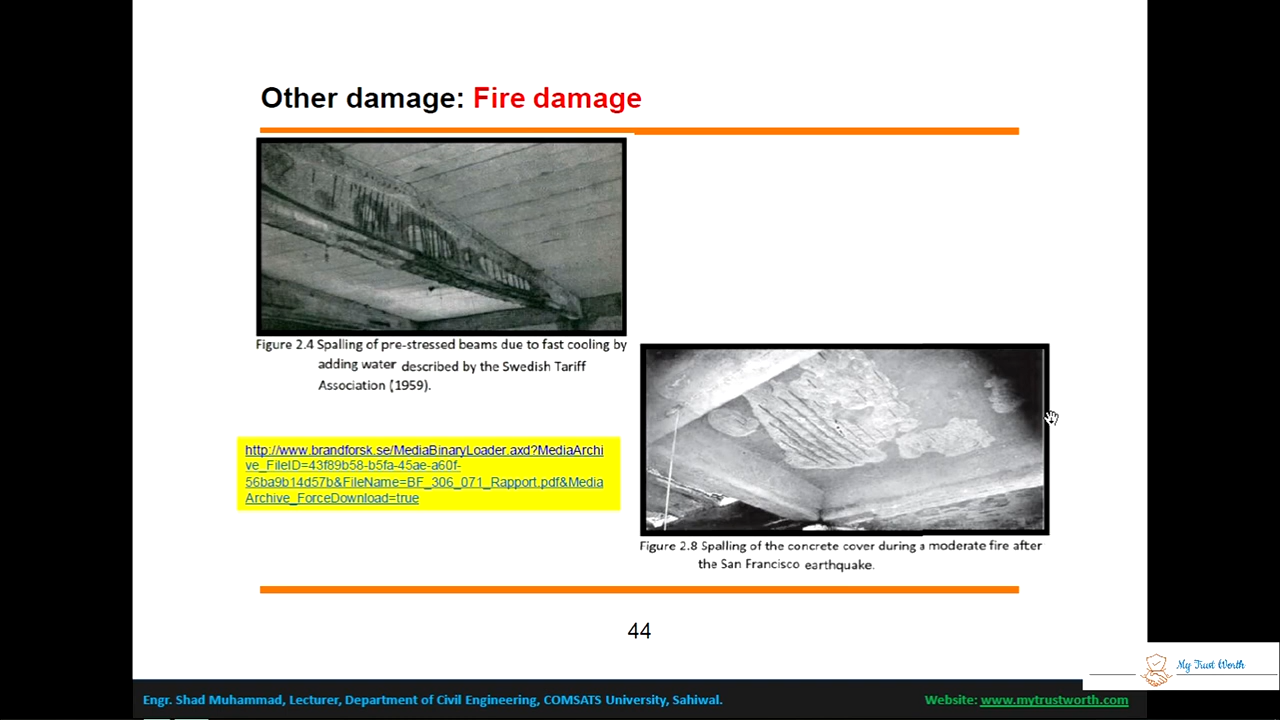 Other damage: Fire damage
Figure 2.4 Spalling of pre-stressed beams due to fast cooling by
adding water described by the Swedish Tariff
Association (1959).
http://www.brandforsk.se/MediaBinaryLoader.axd?MediaArchi
ve_FileID=43f89b58-b5fa-45ae-a60f-
56ba9b14d57b&FileName=BF_306_071_Rapport.pdf&Media
Archive_ForceDownload=true
Figure 2.8 Spalling of the concrete cover during a moderate fire after
the San Francisco earthquake.
44
My Trust Worth
Engr. Shad Muhammad, Lecturer, Department of Civil Engineering, COMSATS University, Sahiwal.
Website: www.mytrustworth.com